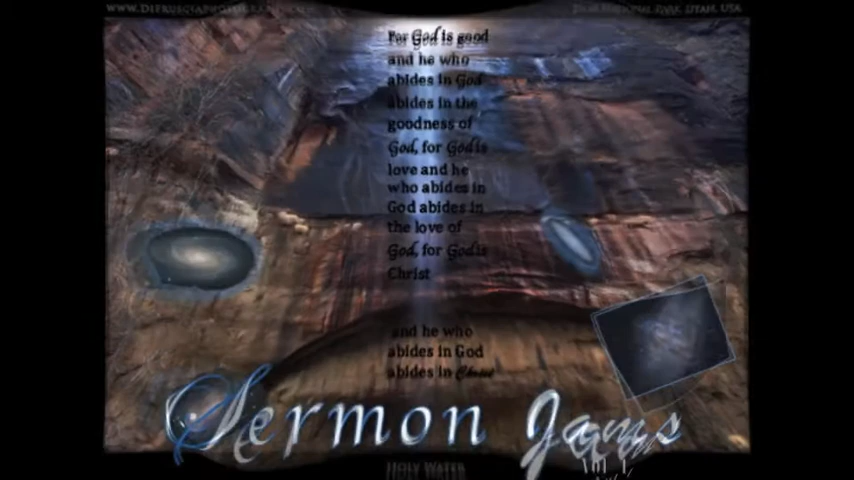 For God is good
and he who
abides in God
abides in the
goodness of
God, for God is
love and he
who abides in
God abides in
the love of
God, for God is
Christ
and he who
abides in God
abides in Christ
Sermon Jams
Holy Water